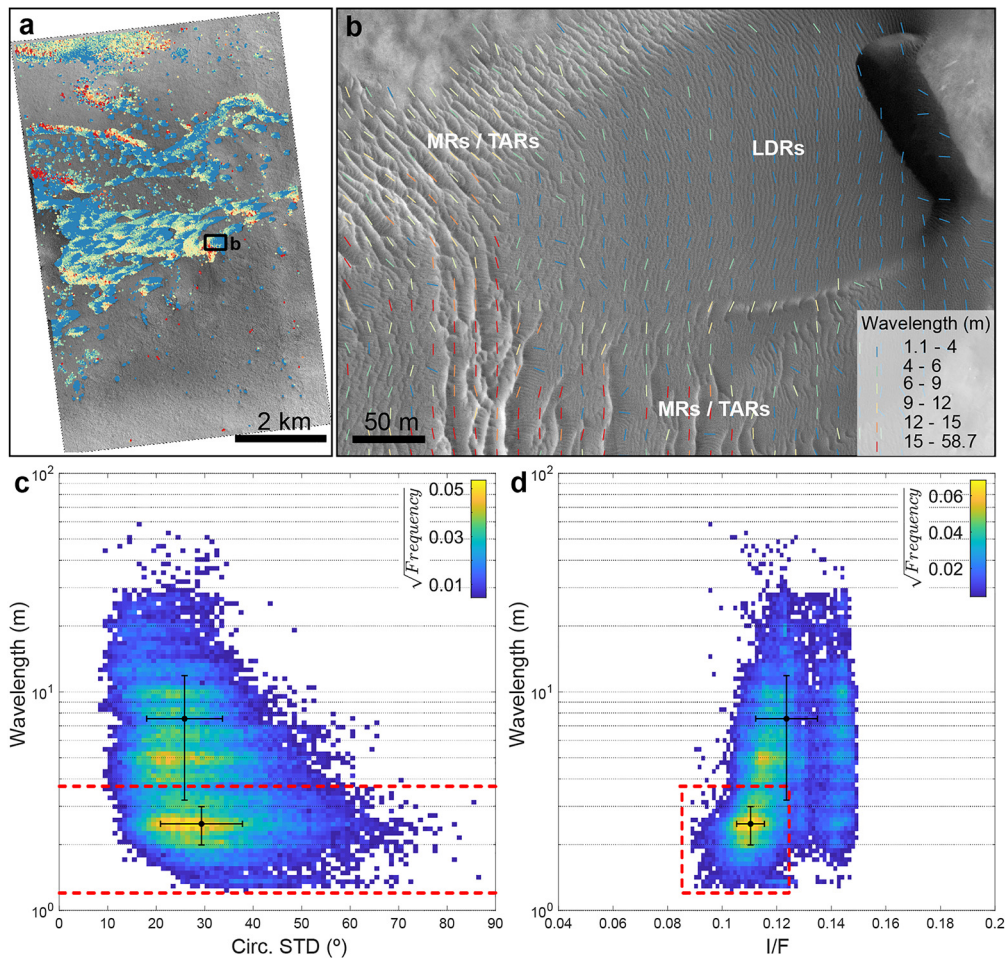 a
b
2 km
b
MRs / TARs
LDRs
MRs / TARs
50 m
Wavelength (m)
1.1 - 4
4 - 6
6 - 9
9 - 12
12 - 15
15 - 58.7
c
10²
10¹
10⁰
Wavelength (m)
√Frequency
0.05
0.03
0.01
0 10 20 30 40 50 60 70 80 90
Circ. STD (º)
d
10²
10¹
10⁰
Wavelength (m)
√Frequency
0.06
0.04
0.02
0.04 0.06 0.08 0.1 0.12 0.14 0.16 0.18 0.2
I/F